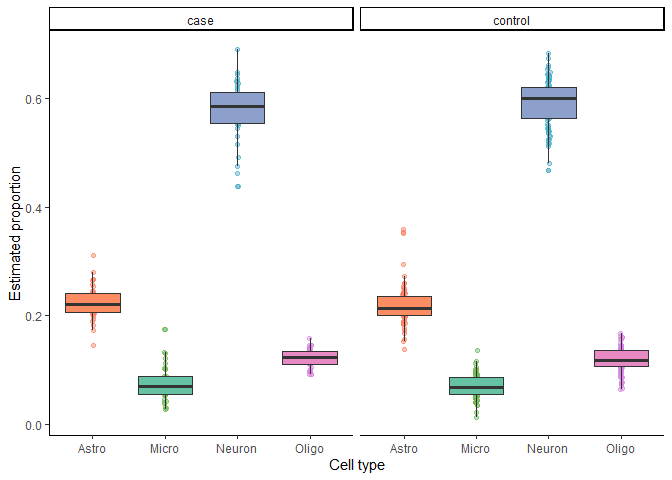 case
control
Estimated proportion
0.6
0.4
0.2
0.0
Astro
Micro
Neuron
Oligo
Astro
Micro
Neuron
Oligo
Cell type